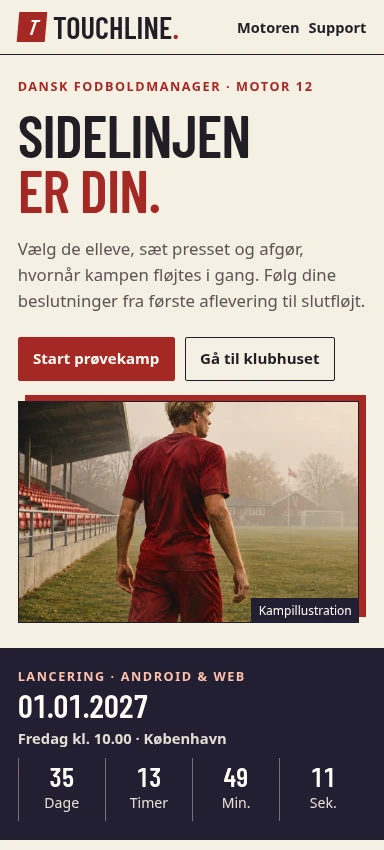 T TOUCHLINE.
Motoren Support
DANSK FODBOLDMANAGER · MOTOR 12
SIDELINJEN
ER DIN.
Vælg de elleve, sæt presset og afgør,
hvornår kampen fløjtes i gang. Følg dine
beslutninger fra første aflevering til slutfløjt.
Start prøvekamp
Gå til klubhuset
Kampillustration
LANCERING · ANDROID & WEB
01.01.2027
Fredag kl. 10.00 · København
35 13 49 11
Dage Timer Min. Sek.